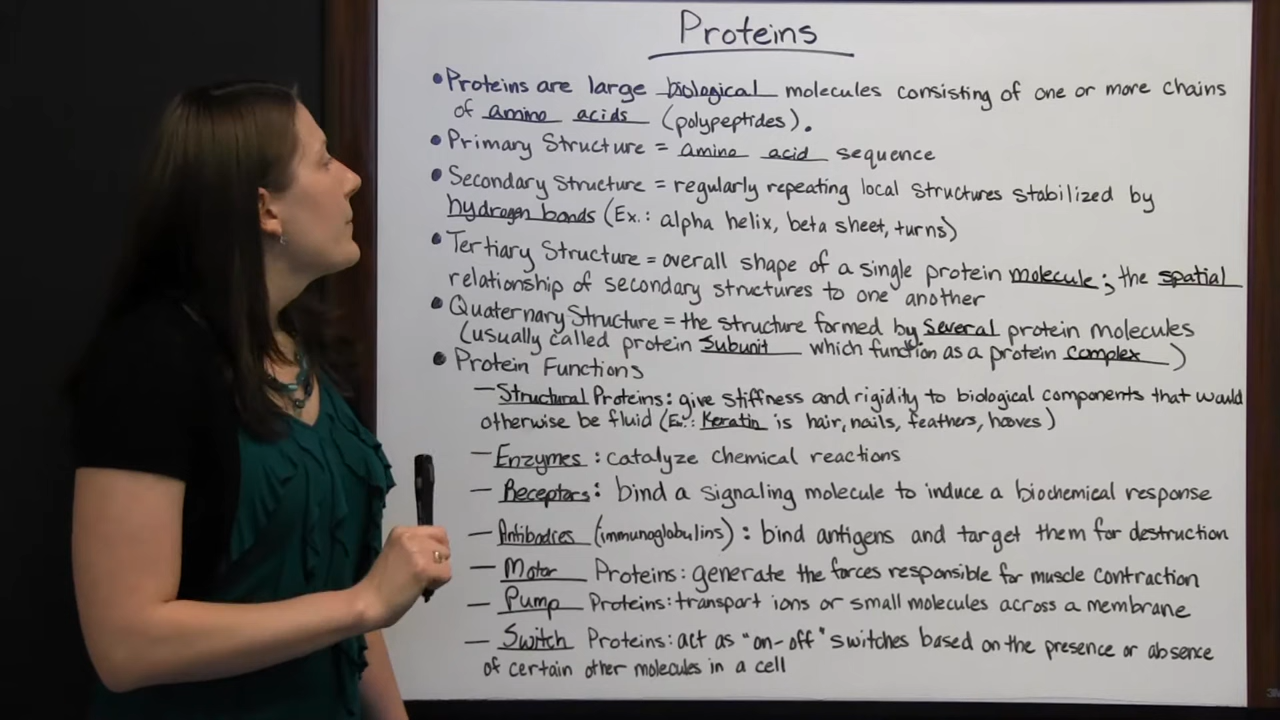 Proteins
• Proteins are large biological molecules consisting of one or more chains
of amino acids (polypeptides).
• Primary Structure = amino acid sequence
• Secondary Structure = regularly repeating local structures stabilized by
hydrogen bonds (Ex.: alpha helix, beta sheet, turns)
• Tertiary Structure = overall shape of a single protein molecule; the spatial
relationship of secondary structures to one another
• Quaternary Structure = the structure formed by several protein molecules
(usually called protein subunit which function as a protein complex)
• Protein Functions
— Structural Proteins: give stiffness and rigidity to biological components that would
otherwise be fluid (Ex.: Keratin is hair, nails, feathers, hooves)
— Enzymes: catalyze chemical reactions
— Receptors: bind a signaling molecule to induce a biochemical response
— Antibodies (immunoglobulins): bind antigens and target them for destruction
— Motor Proteins: generate the forces responsible for muscle contraction
— Pump Proteins: transport ions or small molecules across a membrane
— Switch Proteins: act as "on-off" switches based on the presence or absence
of certain other molecules in a cell